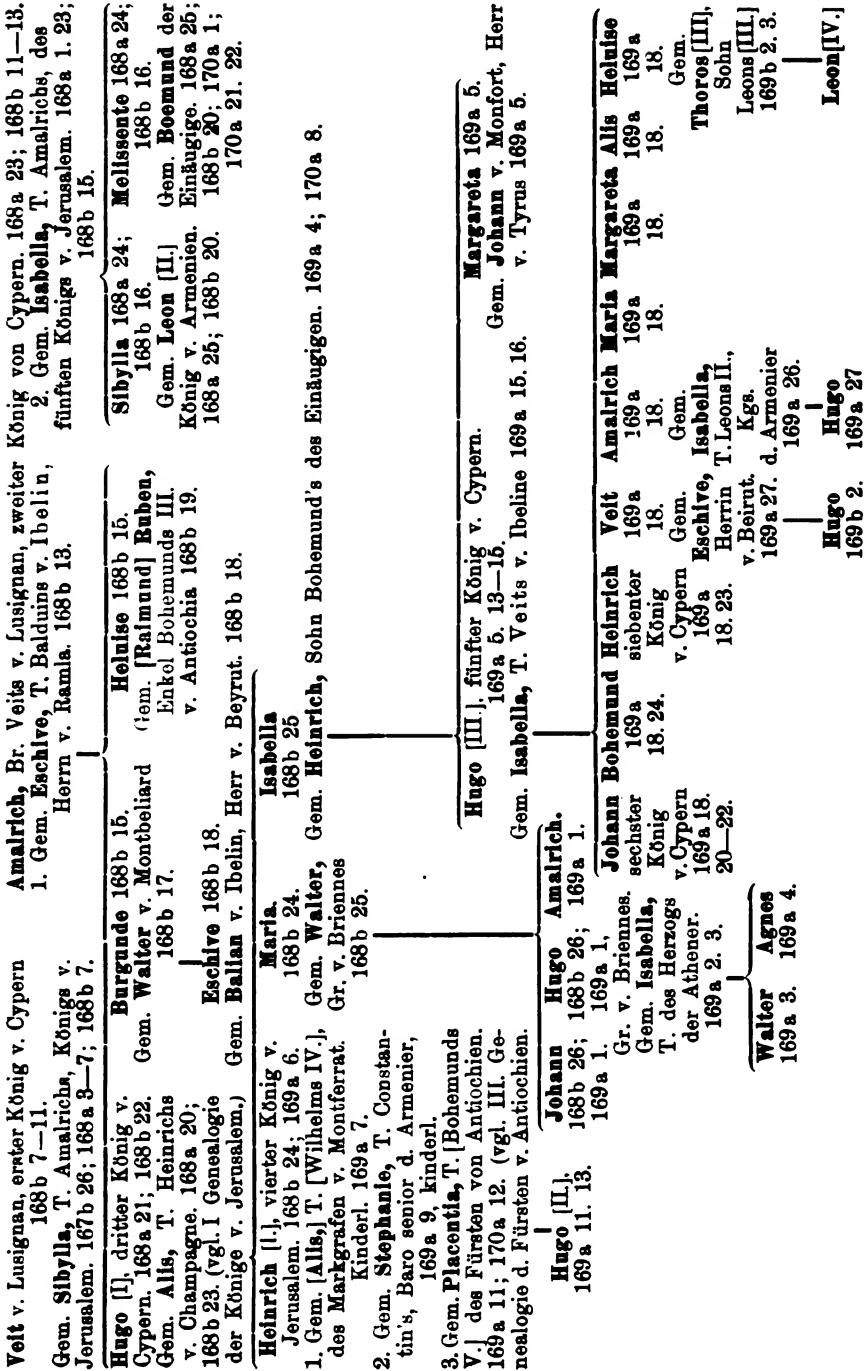 Veit v. Lusignan, erster König v. Cypern
168b 7—11.
Gem. Sibylla, T. Amalrichs, Königs v.
Jerusalem. 167b 26; 168a 3—7; 168b 7.
Amalrich, Br. Veits v. Lusignan, zweiter König von Cypern. 168a 23; 168b 11—13.
1. Gem. Eschive, T. Balduins v. Ibelin,
Herrn v. Ramla. 168b 13.
2. Gem. Isabella, T. Amalrichs, des
fünften Königs v. Jerusalem. 168a 1. 23;
168b 15.
Hugo [I], dritter König v.
Cypern. 168a 21; 168b 22.
Gem. Alis, T. Heinrichs
v. Champagne. 168a 20;
168b 23. (vgl. I Genealogie
der Könige v. Jerusalem.)
Burgunde 168b 15.
Gem. Walter v. Montbeliard
168b 17.
Eschive 168b 18.
Gem. Balian v. Ibelin, Herr v. Beyrut. 168b 18.
Heluise 168b 15.
Gem. [Raimund] Ruben,
Enkel Bohemunds III.
v. Antiochia 168b 19.
Sibylla 168a 24;
168b 16.
Gem. Leon [II.]
König v. Armenien.
168a 25; 168b 20.
Melissente 168a 24;
168b 16.
Gem. Boemund der
Einäugige. 168a 25;
168b 20; 170a 1;
170a 21. 22.
Heinrich [I.], vierter König v.
Jerusalem. 168b 24; 169a 6.
1. Gem. [Alis,] T. [Wilhelms IV.],
des Markgrafen v. Montferrat.
Kinderl. 169a 7.
2. Gem. Stephanie, T. Constan-
tin's, Baro senior d. Armenier,
169a 9, kinderl.
3. Gem. Placentia, T. [Bohemunds
V.] des Fürsten von Antiochien.
169a 11; 170a 12. (vgl. III. Ge-
nealogie d. Fürsten v. Antiochien.
Hugo [II],
169a 11. 13.
Maria.
168b 24.
Gem. Walter,
Gr. v. Briennes
168b 25.
Isabella
168b 25
Gem. Heinrich, Sohn Bohemund's des Einäugigen. 169a 4; 170a 8.
Johann
168b 26;
169a 1.
Hugo
168b 26;
169a 1,
Gr. v. Briennes.
Gem. Isabella,
T. des Herzogs
der Athener.
169a 2. 3.
Amalrich.
169a 1.
Walter
169a 3.
Agnes
169a 4.
Hugo [III.], fünfter König v. Cypern.
169a 5. 13—15.
Gem. Isabella, T. Veits v. Ibeline 169a 15. 16.
Margareta 169a 5.
Gem. Johann v. Monfort, Herr
v. Tyrus 169a 5.
Johann
sechster
König
v. Cypern
169a 18.
20—22.
Bohemund
169a
18. 24.
Heinrich
siebenter
König
v. Cypern
169a
18. 23.
Veit
169a
18.
Gem.
Eschive,
Herrin
v. Beirut.
169a 27.
Hugo
169b 2.
Amalrich
169a
18.
Gem.
Isabella,
T. Leons II.,
Kgs.
d. Armenier
169a 26.
Hugo
169a 27
Maria
169a
18.
Margareta
169a
18.
Alis
169a
18.
Heluise
169a
18.
Gem.
Thoros [III],
Sohn
Leons [III.]
169b 2. 3.
Leon [IV.]